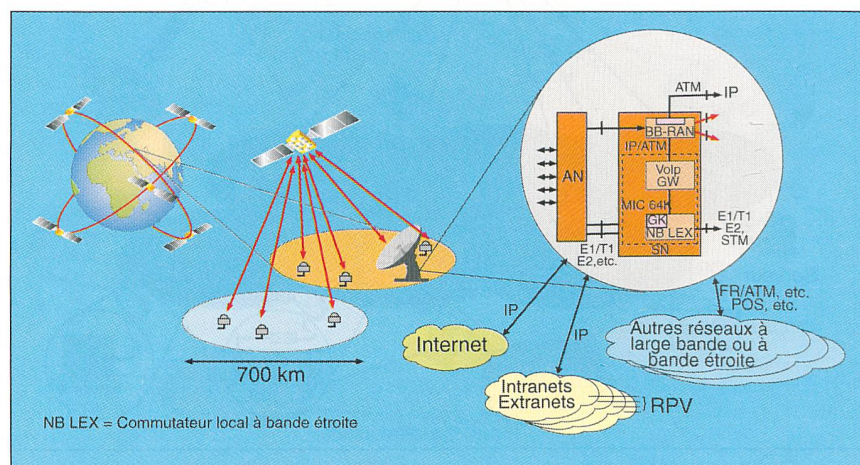 ATM
IP
BB-RAN
IP/ATM
AN
VoIp
GW
MIC 64K
GK
NB LEX
SN
E1/T1
E2,
STM
E1/T1
E2,etc.
FR/ATM, etc.
POS, etc.
IP
IP
Internet
Autres réseaux à
large bande ou à
bande étroite
Intranets
Extranets
RPV
700 km
NB LEX = Commutateur local à bande étroite